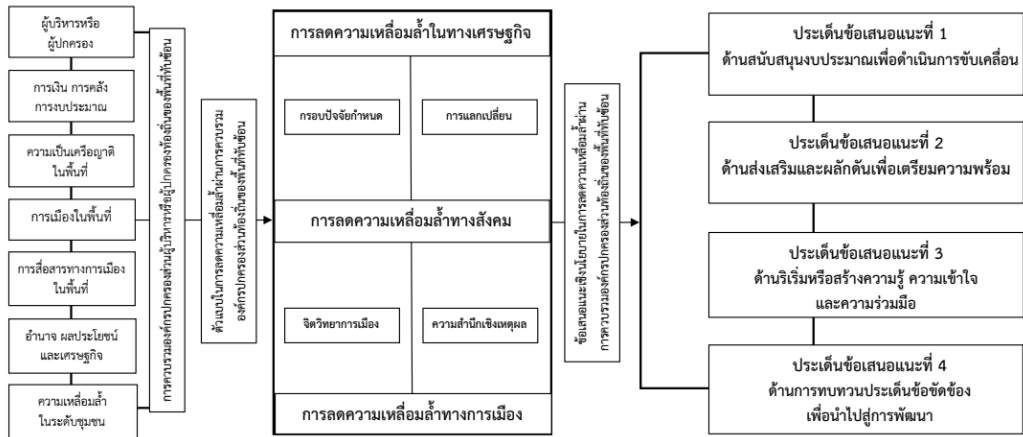 ผู้บริหารหรือ
ผู้ปกครอง
การเงิน การคลัง
การงบประมาณ
ความเป็นเครือญาติ
ในพื้นที่
การเมืองในพื้นที่
การสื่อสารทางการเมือง
ในพื้นที่
อำนาจ ผลประโยชน์
และเศรษฐกิจ
ความเหลื่อมล้ำ
ในระดับชุมชน
การควบรวมองค์กรปกครองส่วนผู้บริหารหรือผู้ปกครองท้องถิ่นของพื้นที่ทับซ้อน
ตัวแบบในการลดความเหลื่อมล้ำผ่านการควบรวม
องค์กรปกครองส่วนท้องถิ่นของพื้นที่ทับซ้อน
การลดความเหลื่อมล้ำในทางเศรษฐกิจ
กรอบปัจจัยกำหนด
การแลกเปลี่ยน
การลดความเหลื่อมล้ำทางสังคม
จิตวิทยาการเมือง
ความสำนึกเชิงเหตุผล
การลดความเหลื่อมล้ำทางการเมือง
ข้อเสนอแนะเชิงนโยบายในการลดความเหลื่อมล้ำผ่าน
การควบรวมองค์กรปกครองส่วนท้องถิ่นของพื้นที่ทับซ้อน
ประเด็นข้อเสนอแนะที่ 1
ด้านสนับสนุนงบประมาณเพื่อดำเนินการขับเคลื่อน
ประเด็นข้อเสนอแนะที่ 2
ด้านส่งเสริมและผลักดันเพื่อเตรียมความพร้อม
ประเด็นข้อเสนอแนะที่ 3
ด้านริเริ่มหรือสร้างความรู้ ความเข้าใจ
และความร่วมมือ
ประเด็นข้อเสนอแนะที่ 4
ด้านการทบทวนประเด็นข้อขัดข้อง
เพื่อนำไปสู่การพัฒนา